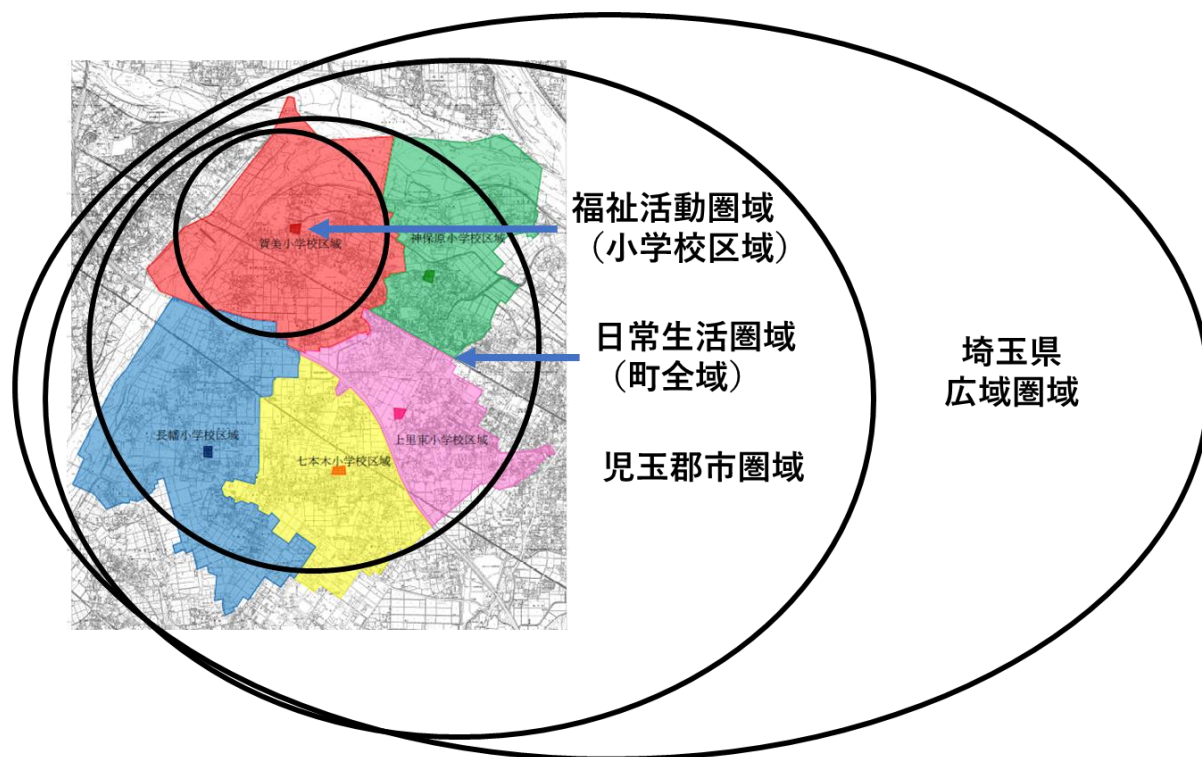 福祉活動圏域
（小学校区域）
日常生活圏域
（町全域）
児玉郡市圏域
埼玉県
広域圏域
賀美小学校区域
神保原小学校区域
長幡小学校区域
七本木小学校区域
上里東小学校区域